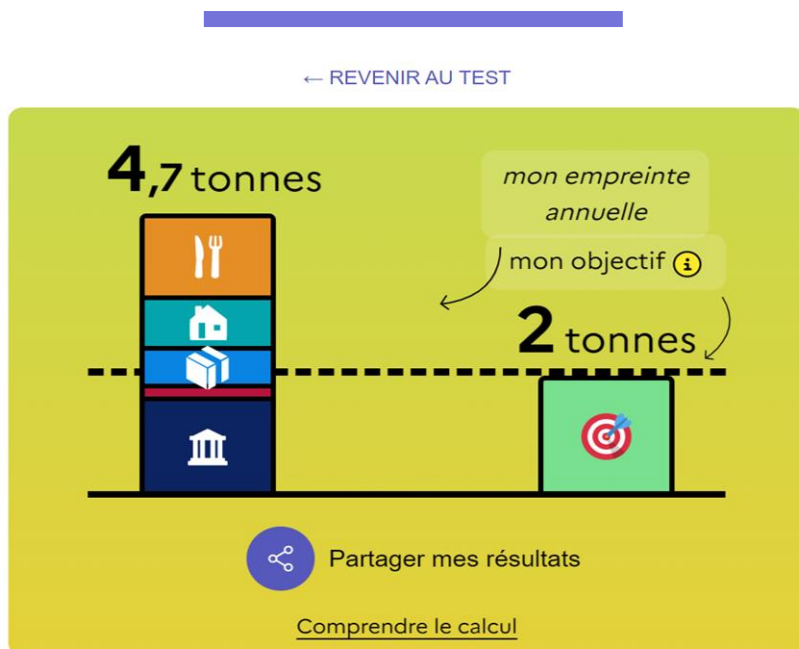 ← REVENIR AU TEST
4,7 tonnes
mon empreinte
annuelle
mon objectif
2 tonnes
Partager mes résultats
Comprendre le calcul